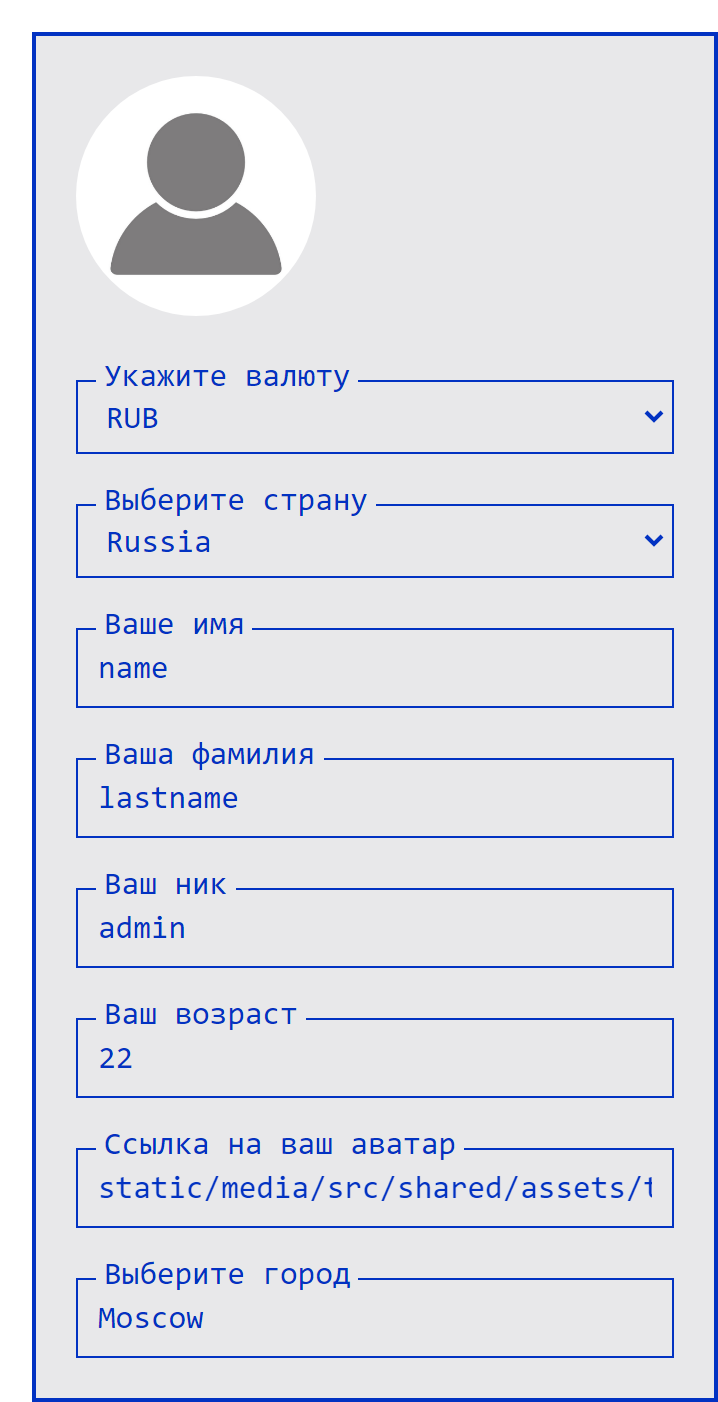 Укажите валюту
RUB
Выберите страну
Russia
Ваше имя
name
Ваша фамилия
lastname
Ваш ник
admin
Ваш возраст
22
Ссылка на ваш аватар
static/media/src/shared/assets/t
Выберите город
Moscow